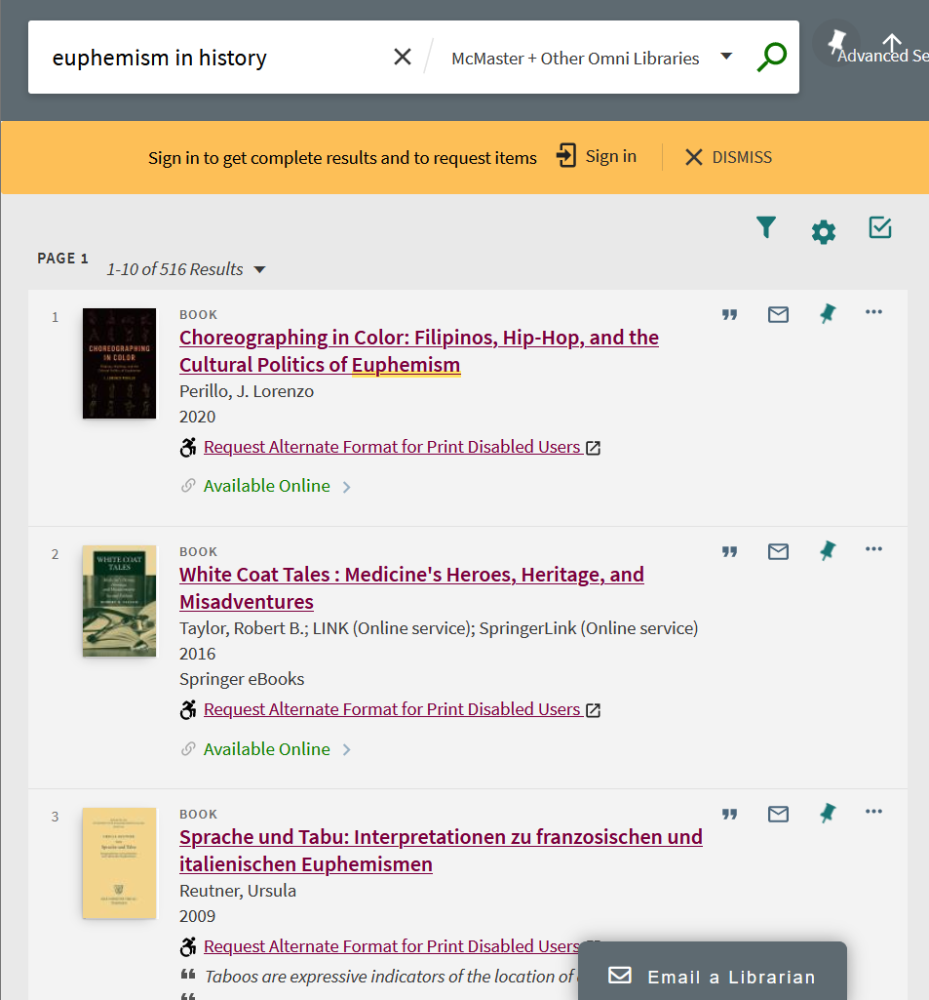 euphemism in history
McMaster + Other Omni Libraries
Advanced Se
Sign in to get complete results and to request items
Sign in
DISMISS
PAGE 1
1-10 of 516 Results
1
CHOREOGRAPHING
IN COLOR
BOOK
Choreographing in Color: Filipinos, Hip-Hop, and the
Cultural Politics of Euphemism
Perillo, J. Lorenzo
2020
Request Alternate Format for Print Disabled Users
Available Online
2
WHITE COAT
TALES
BOOK
White Coat Tales : Medicine's Heroes, Heritage, and
Misadventures
Taylor, Robert B.; LINK (Online service); SpringerLink (Online service)
2016
Springer eBooks
Request Alternate Format for Print Disabled Users
Available Online
3
Sprache und Tabu
BOOK
Sprache und Tabu: Interpretationen zu franzosischen und
italienischen Euphemismen
Reutner, Ursula
2009
Request Alternate Format for Print Disabled Users
Taboos are expressive indicators of the location of
Email a Librarian